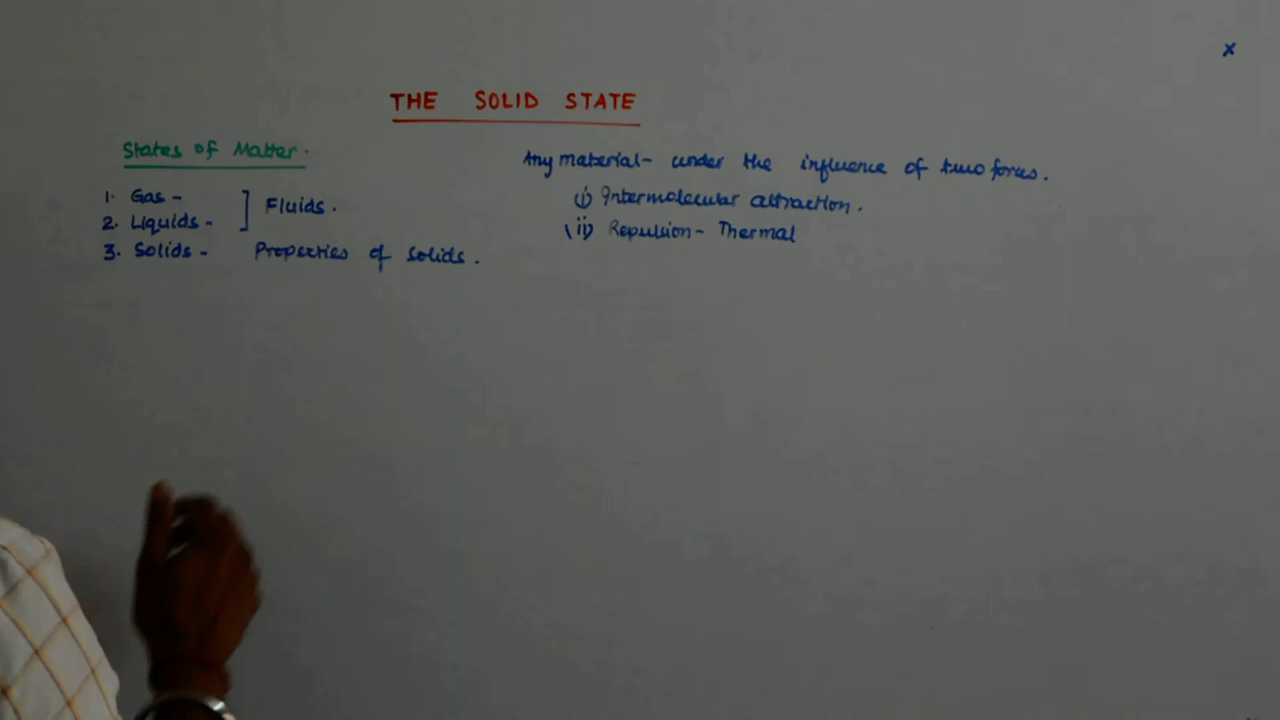 x
THE SOLID STATE
States of Matter.
1. Gas -
2. Liquids -
] Fluids.
3. Solids - Properties of solids.
Any material - under the influence of two forces.
(i) Intermolecular attraction.
(ii) Repulsion - Thermal